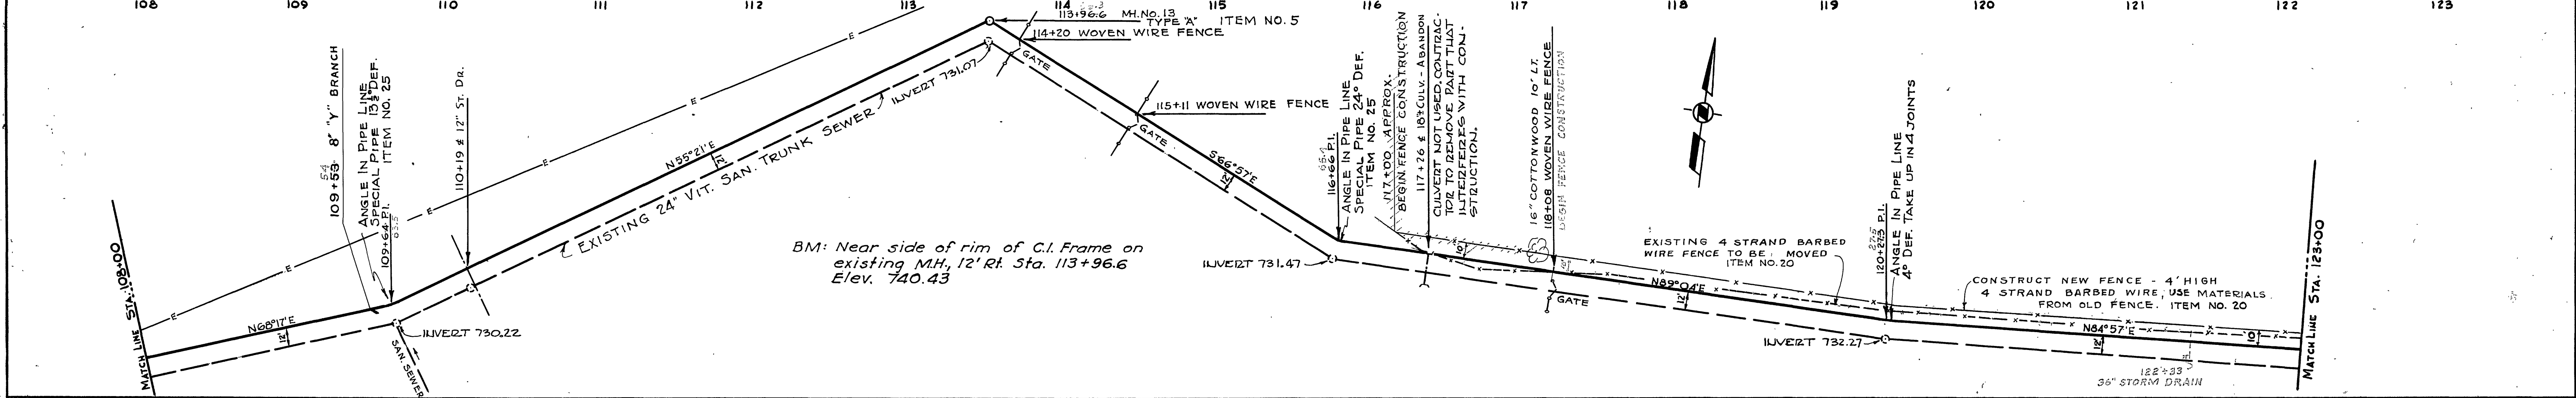 108 109 110 111 112 113 114 115 116 117 118 119 120 121 122 123
MATCH LINE STA. 108+00
E
E
E
E
E
E
54
109+53 8" "Y" BRANCH
ANGLE IN PIPE LINE
SPECIAL PIPE 13½° DEF.
ITEM NO. 25
109+64 P.I.
63.5
110+19 ⅊ 12" ST. DR.
N68°17'E
12'
INVERT 730.22
SAN. SEWER
N55°21'E
12'
EXISTING 24" VIT. SAN. TRUNK SEWER
INVERT 731.07
113+96.6 M.H. NO. 13
TYPE "A" ITEM NO. 5
114+20 WOVEN WIRE FENCE
GATE
115+11 WOVEN WIRE FENCE
GATE
S66°57'E
12'
BM: Near side of rim of C.I. Frame on
existing M.H., 12' Rt. Sta. 113+96.6
Elev. 740.43
INVERT 731.47
116+66 P.I.
ANGLE IN PIPE LINE
SPECIAL PIPE 24° DEF.
ITEM NO. 25
117+00 APPROX.
BEGIN FENCE CONSTRUCTION
117+26 ⅊ 18" CULV. - ABANDON
CULVERT NOT USED, CONTRAC-
TOR TO REMOVE PART THAT
INTERFERES WITH CON-
STRUCTION.
10'
16" COTTONWOOD 10' LT.
118+08 WOVEN WIRE FENCE
BEGIN FENCE CONSTRUCTION
10'
GATE
N89°04'E
12'
EXISTING 4 STRAND BARBED
WIRE FENCE TO BE MOVED
ITEM NO. 20
INVERT 732.27
27.5
120+27.3 P.I.
ANGLE IN PIPE LINE
4° DEF. TAKE UP IN 4 JOINTS
CONSTRUCT NEW FENCE - 4' HIGH
4 STRAND BARBED WIRE, USE MATERIALS
FROM OLD FENCE. ITEM NO. 20
N84°57'E
12'
10'
122+33
36" STORM DRAIN
MATCH LINE STA. 123+00